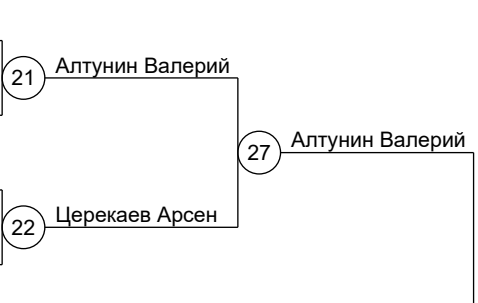 21 Алтунин Валерий
27 Алтунин Валерий
22 Церекаев Арсен